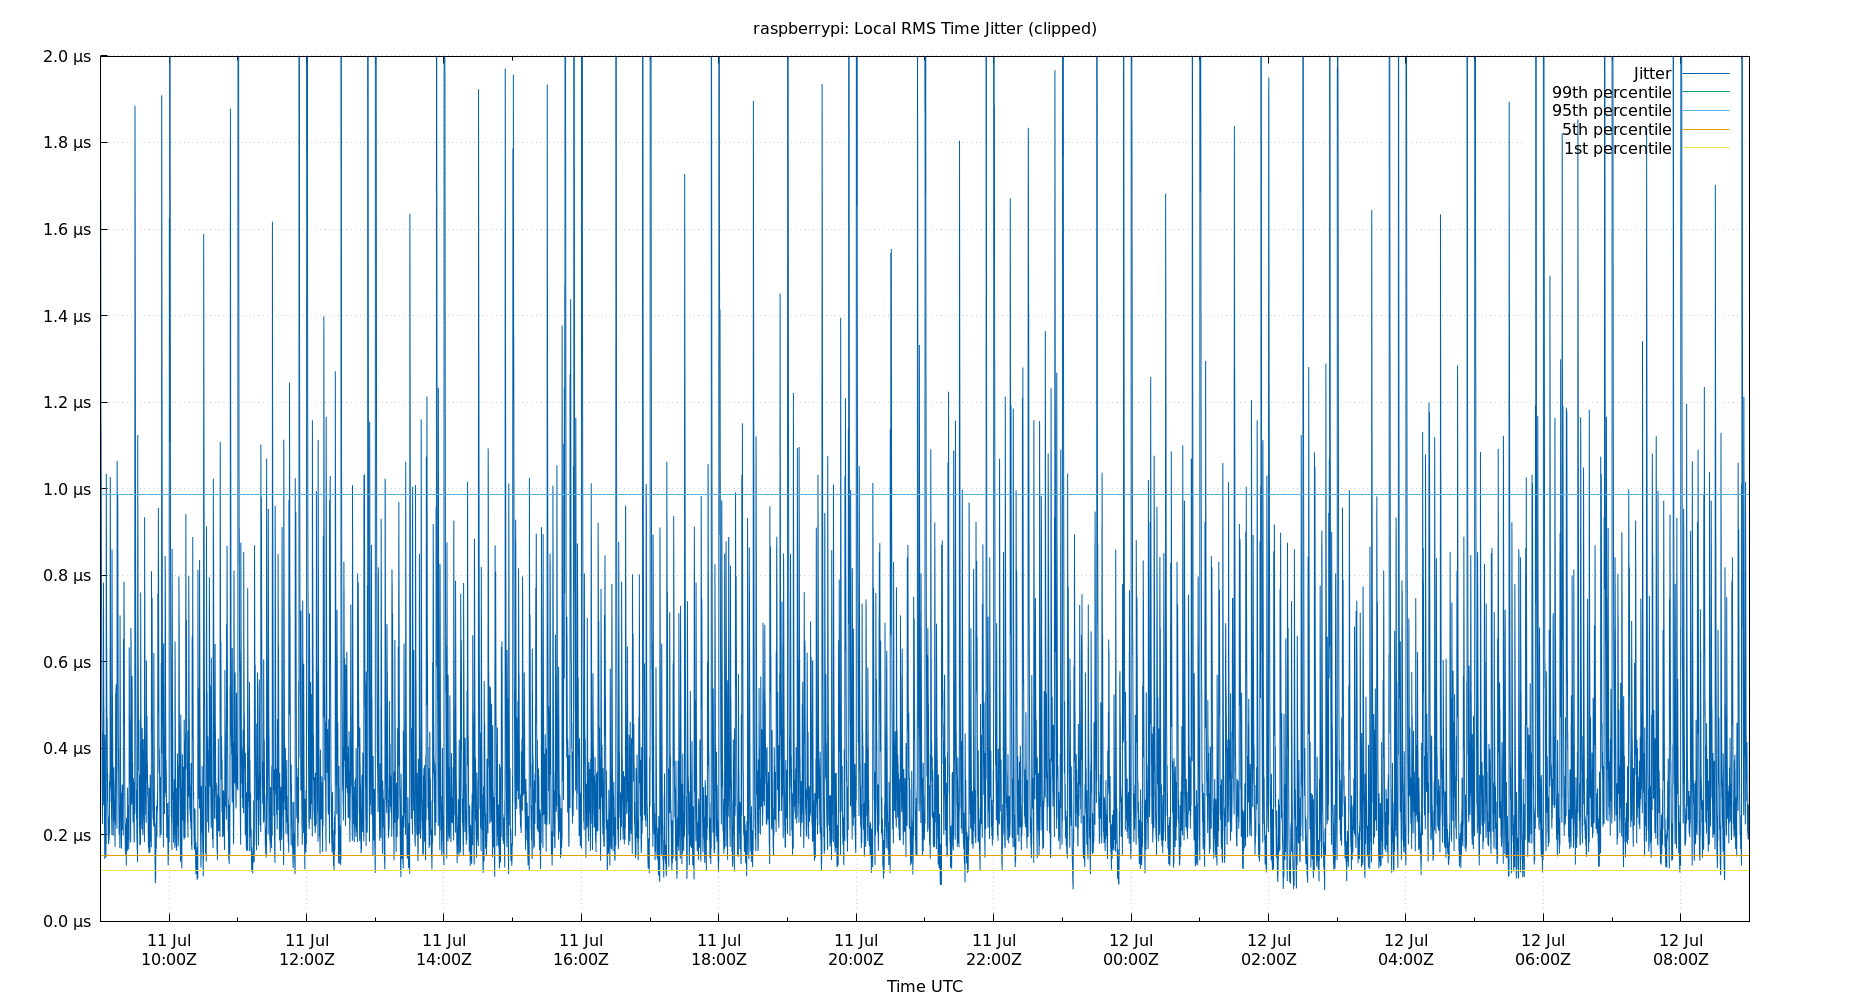 raspberrypi: Local RMS Time Jitter (clipped)
2.0 µs
1.8 µs
1.6 µs
1.4 µs
1.2 µs
1.0 µs
0.8 µs
0.6 µs
0.4 µs
0.2 µs
0.0 µs
Jitter
99th percentile
95th percentile
5th percentile
1st percentile
11 Jul 11 Jul 11 Jul 11 Jul 11 Jul 11 Jul 11 Jul 12 Jul 12 Jul 12 Jul 12 Jul 12 Jul
10:00Z 12:00Z 14:00Z 16:00Z 18:00Z 20:00Z 22:00Z 00:00Z 02:00Z 04:00Z 06:00Z 08:00Z
Time UTC